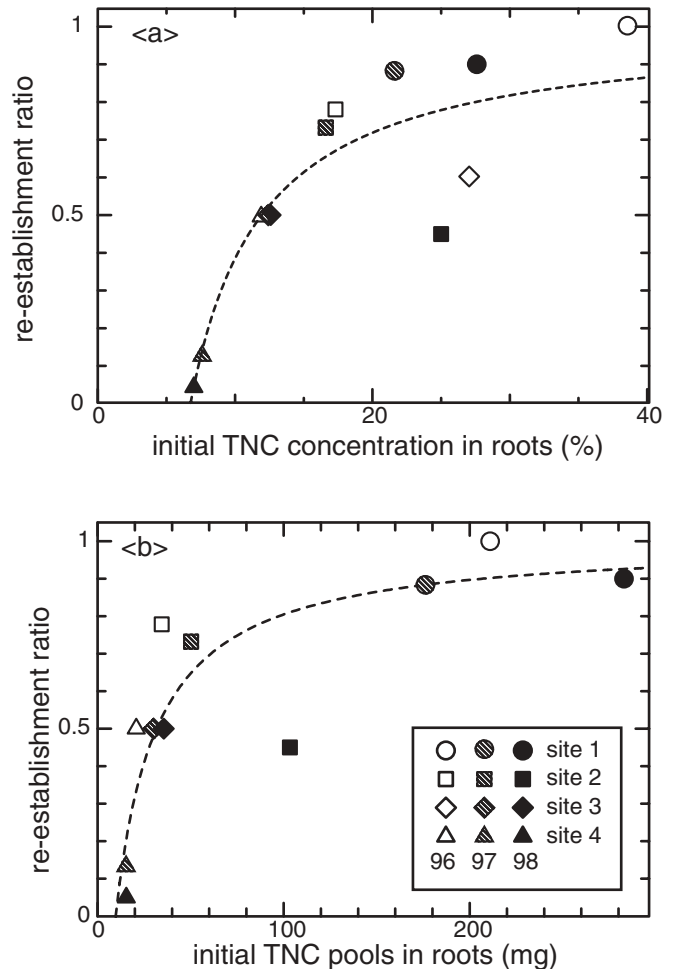 <a>
1
0.5
0
re-establishment ratio
0 20 40
initial TNC concentration in roots (%)
<b>
1
0.5
0
re-establishment ratio
site 1
site 2
site 3
site 4
96 97 98
0 100 200
initial TNC pools in roots (mg)